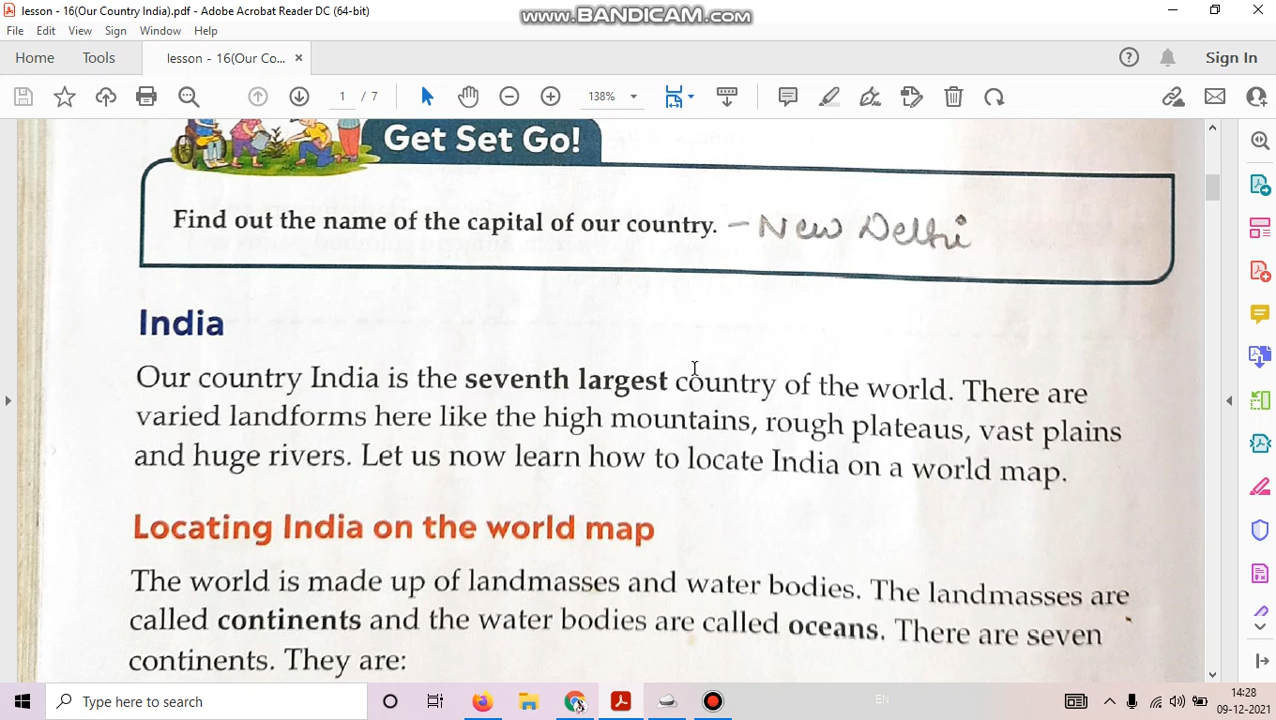 lesson - 16(Our Country India).pdf - Adobe Acrobat Reader DC (64-bit)
www.BANDICAM.com
File Edit View Sign Window Help
Home Tools lesson - 16(Our Co... × Sign In
1 / 7 138%
Get Set Go!
Find out the name of the capital of our country. - New Delhi
India
Our country India is the seventh largest country of the world. There are
varied landforms here like the high mountains, rough plateaus, vast plains
and huge rivers. Let us now learn how to locate India on a world map.
Locating India on the world map
The world is made up of landmasses and water bodies. The landmasses are
called continents and the water bodies are called oceans. There are seven
continents. They are:
Type here to search
EN
14:28
09-12-2021